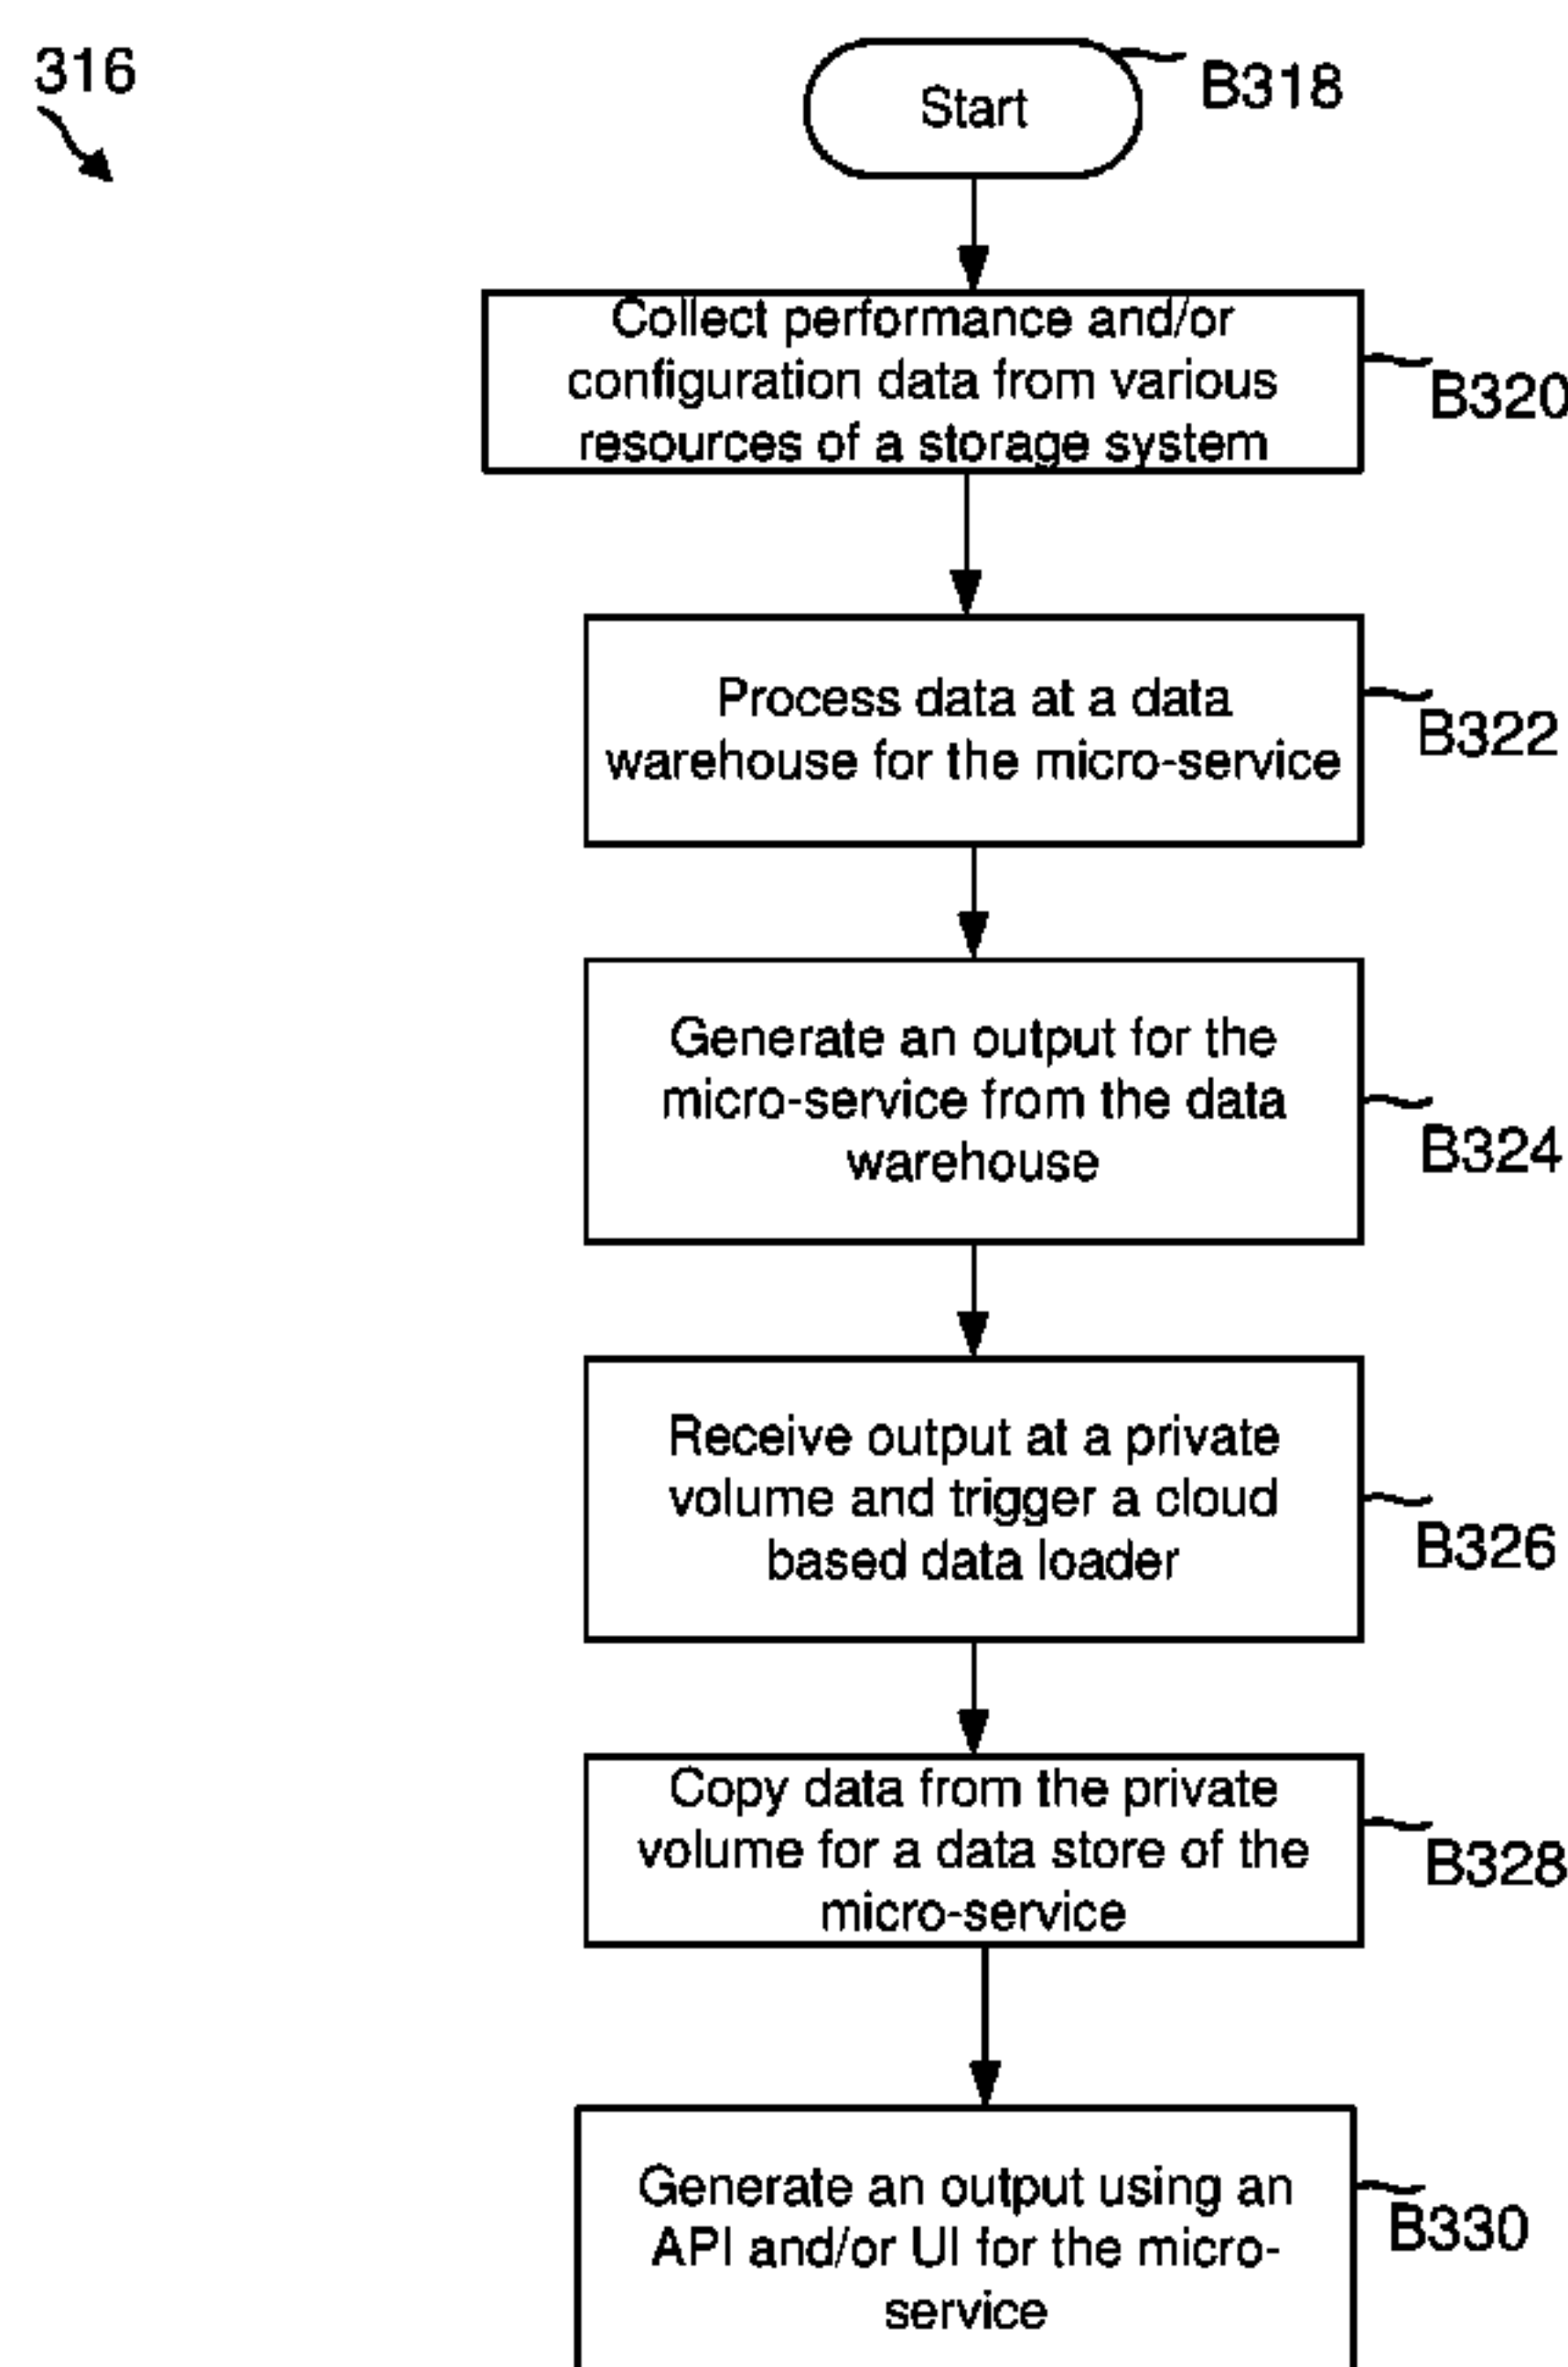 316
Start
B318
Collect performance and/or
configuration data from various
resources of a storage system
B320
Process data at a data
warehouse for the micro-service
B322
Generate an output for the
micro-service from the data
warehouse
B324
Receive output at a private
volume and trigger a cloud
based data loader
B326
Copy data from the private
volume for a data store of the
micro-service
B328
Generate an output using an
API and/or UI for the micro-
service
B330